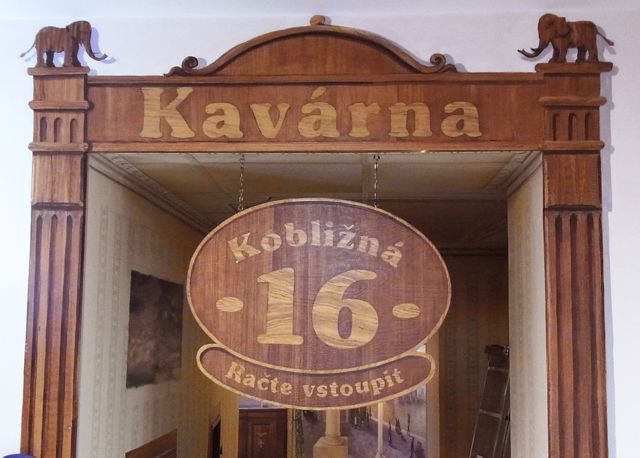 Kavárna
Kobližná
16
Račte vstoupit